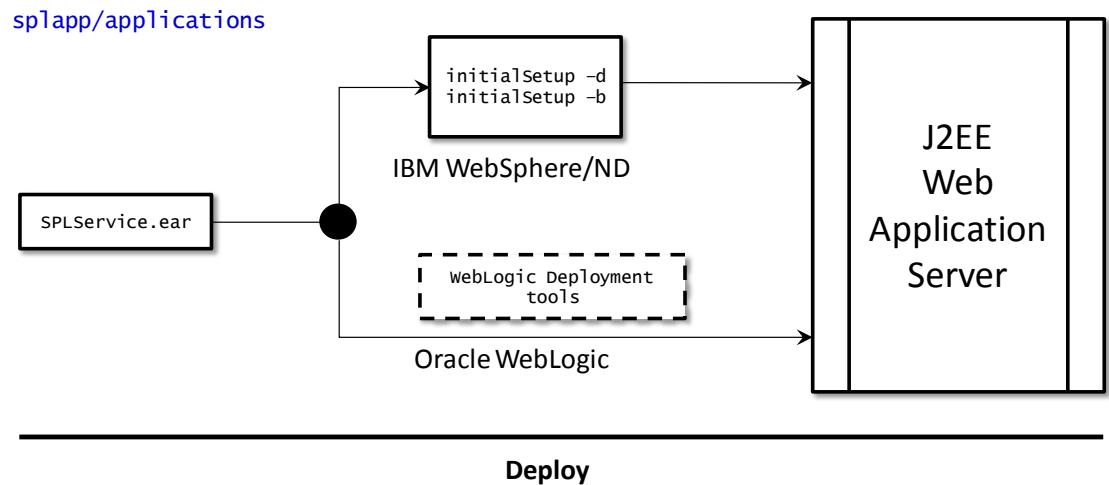 splapp/applications
initialSetup –d
initialSetup –b
IBM WebSphere/ND
SPLService.ear
WebLogic Deployment
tools
Oracle WebLogic
J2EE
Web
Application
Server
Deploy